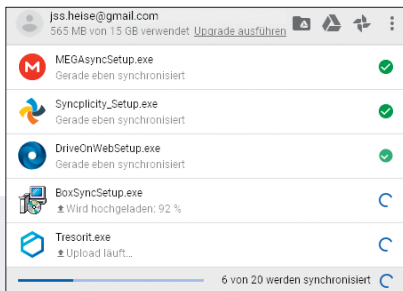 jss.heise@gmail.com
565 MB von 15 GB verwendet Upgrade ausführen
MEGAsyncSetup.exe
Gerade eben synchronisiert
Syncplicity_Setup.exe
Gerade eben synchronisiert
DriveOnWebSetup.exe
Gerade eben synchronisiert
BoxSyncSetup.exe
Wird hochgeladen: 92 %
Tresorit.exe
Upload läuft...
6 von 20 werden synchronisiert